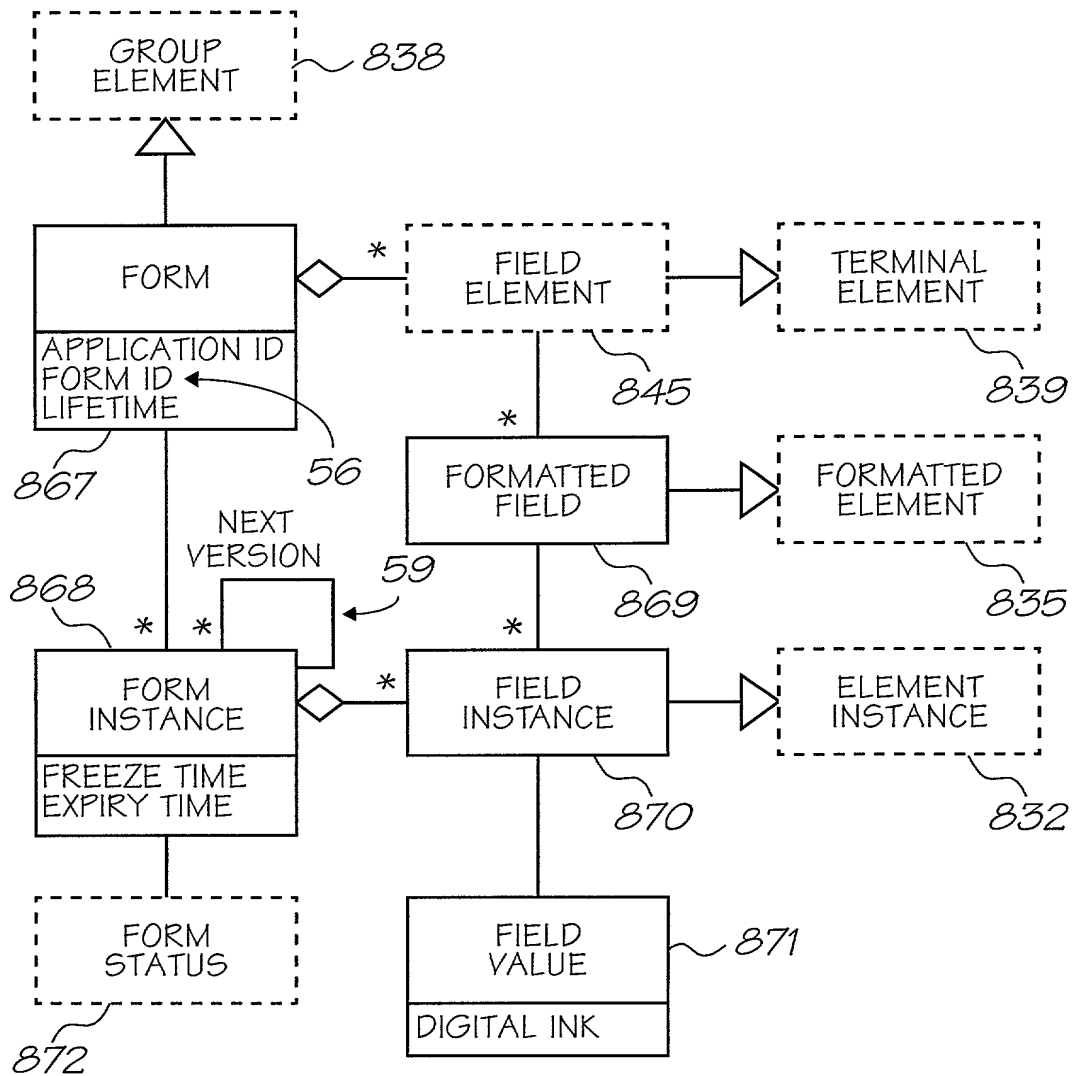 GROUP
ELEMENT
838
FORM
APPLICATION ID
FORM ID
LIFETIME
867
56
*
FIELD
ELEMENT
845
TERMINAL
ELEMENT
839
*
FORMATTED
FIELD
869
FORMATTED
ELEMENT
835
NEXT
VERSION
59
868
*
*
FORM
INSTANCE
FREEZE TIME
EXPIRY TIME
*
*
FIELD
INSTANCE
870
ELEMENT
INSTANCE
832
FORM
STATUS
872
FIELD
VALUE
DIGITAL INK
871